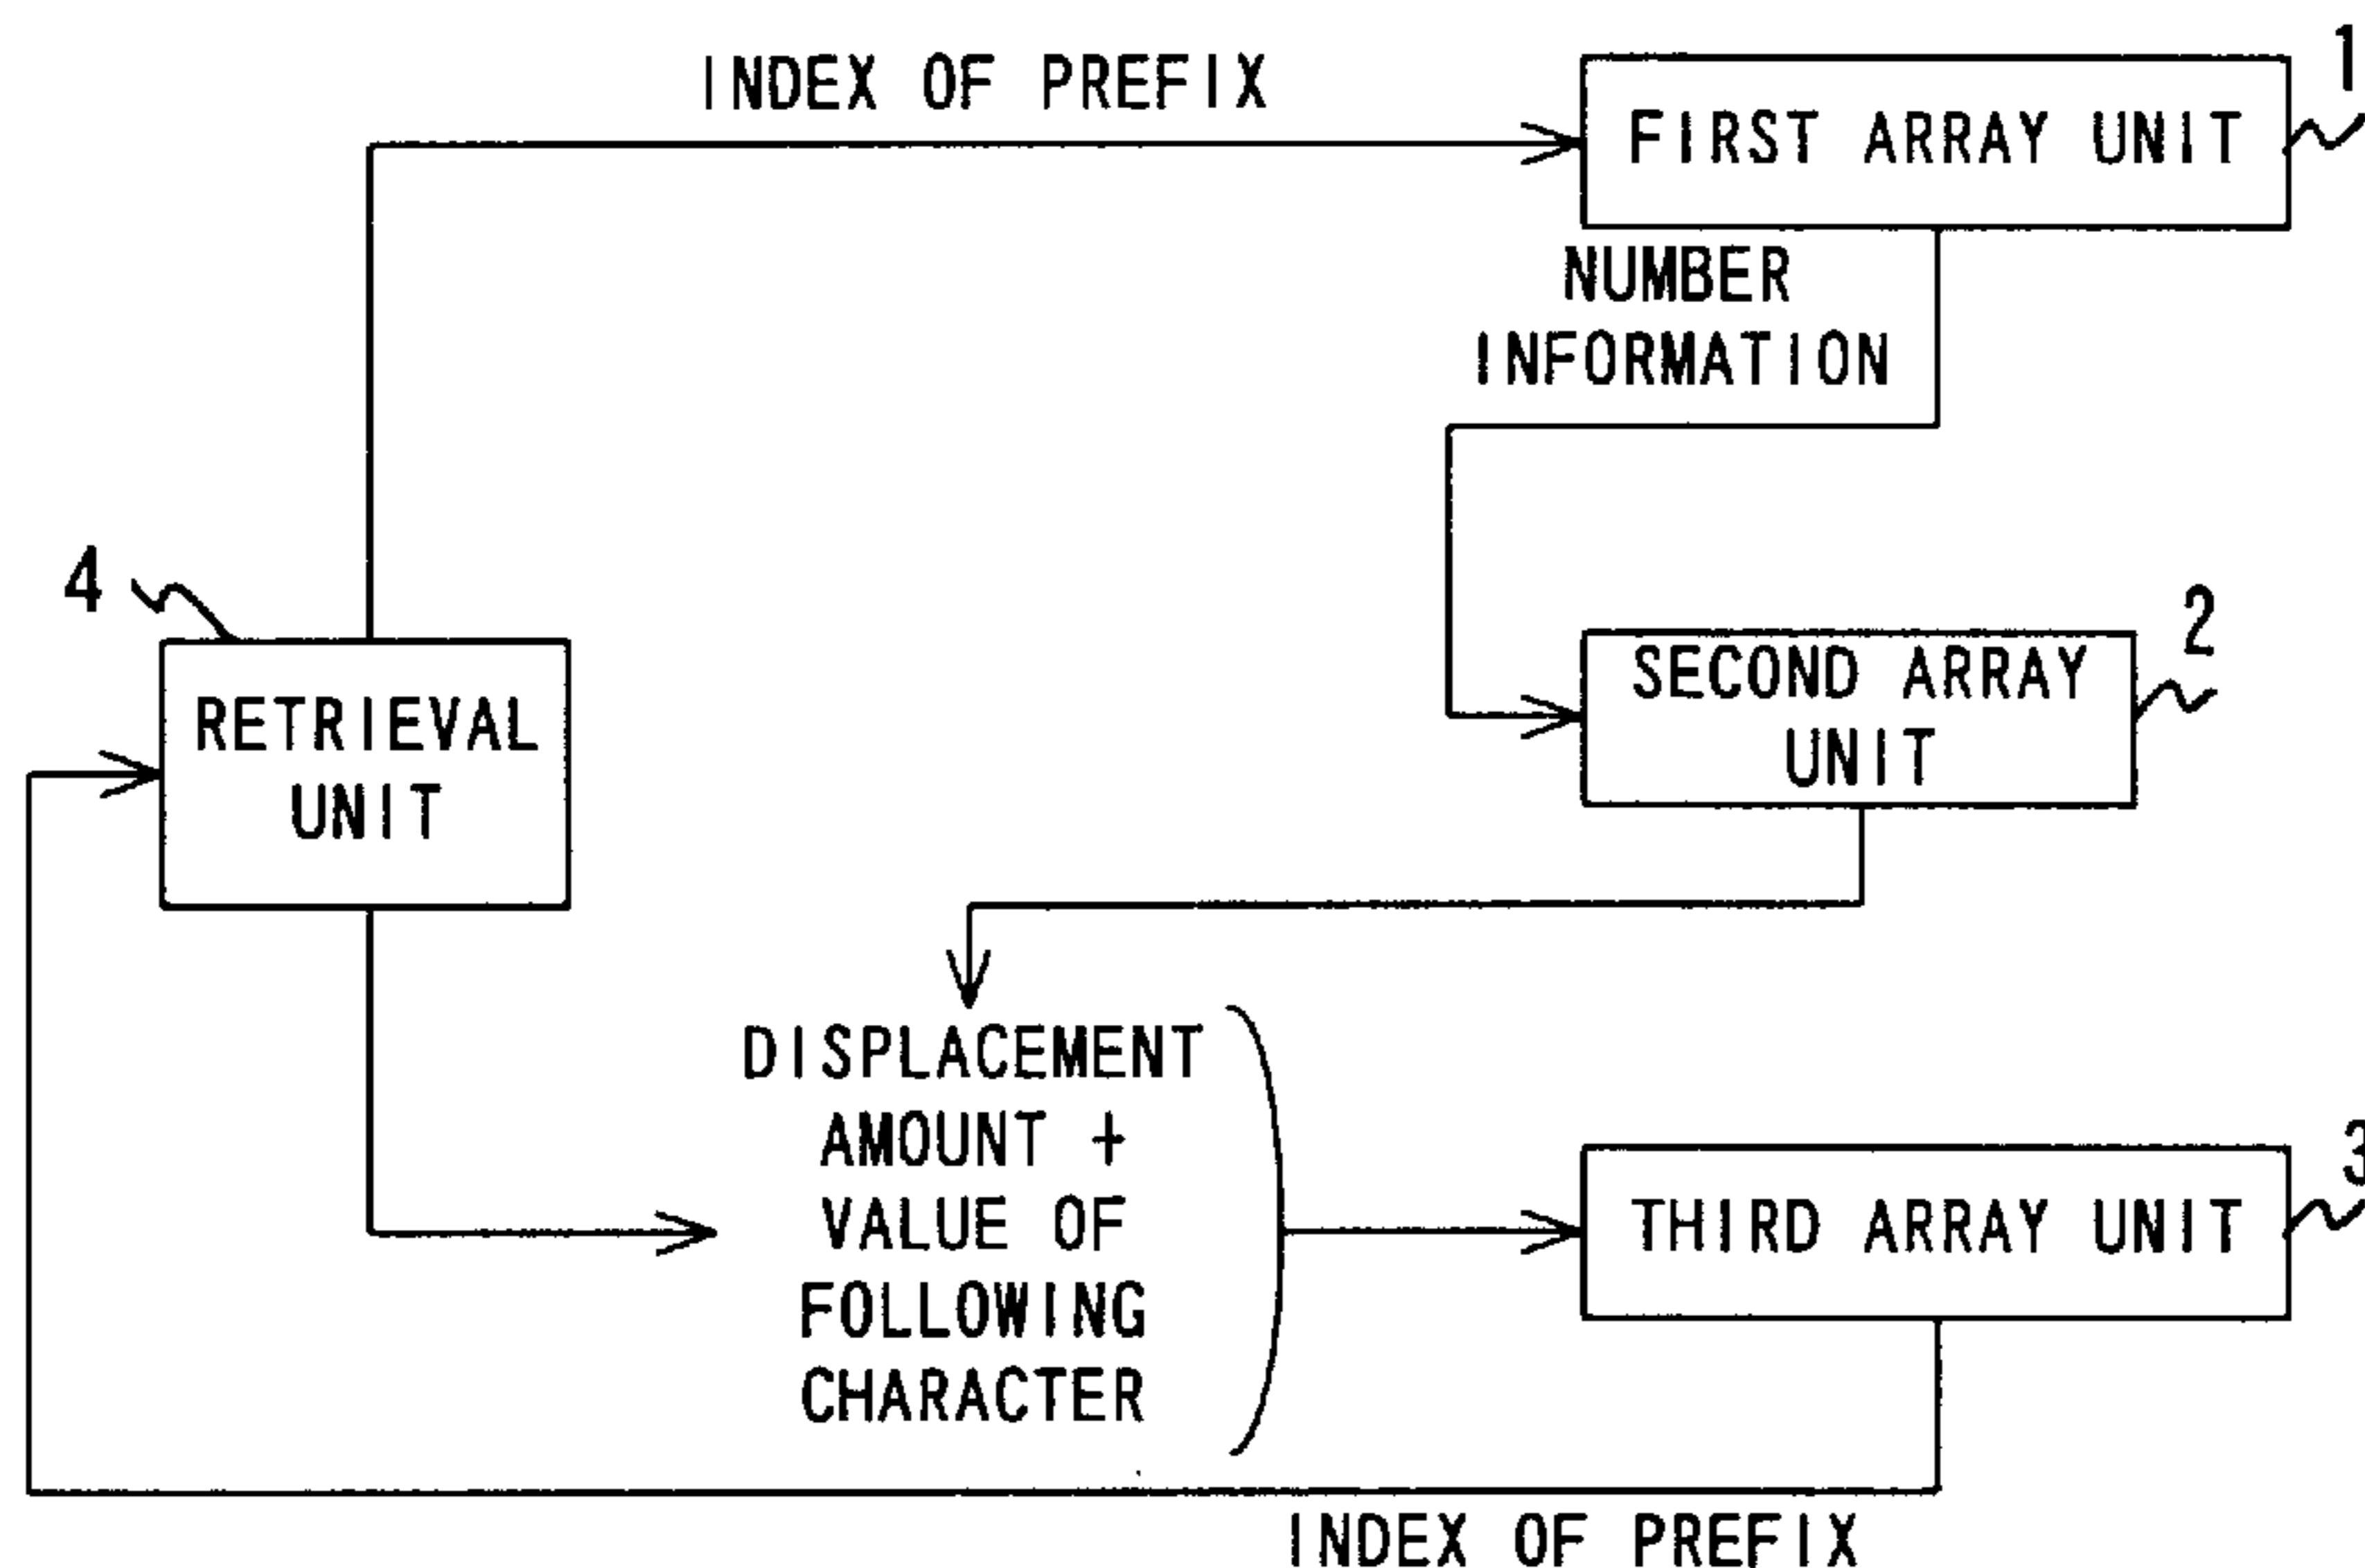 INDEX OF PREFIX
FIRST ARRAY UNIT
1
NUMBER
INFORMATION
4
RETRIEVAL
UNIT
SECOND ARRAY
UNIT
2
DISPLACEMENT
AMOUNT +
VALUE OF
FOLLOWING
CHARACTER
THIRD ARRAY UNIT
3
INDEX OF PREFIX